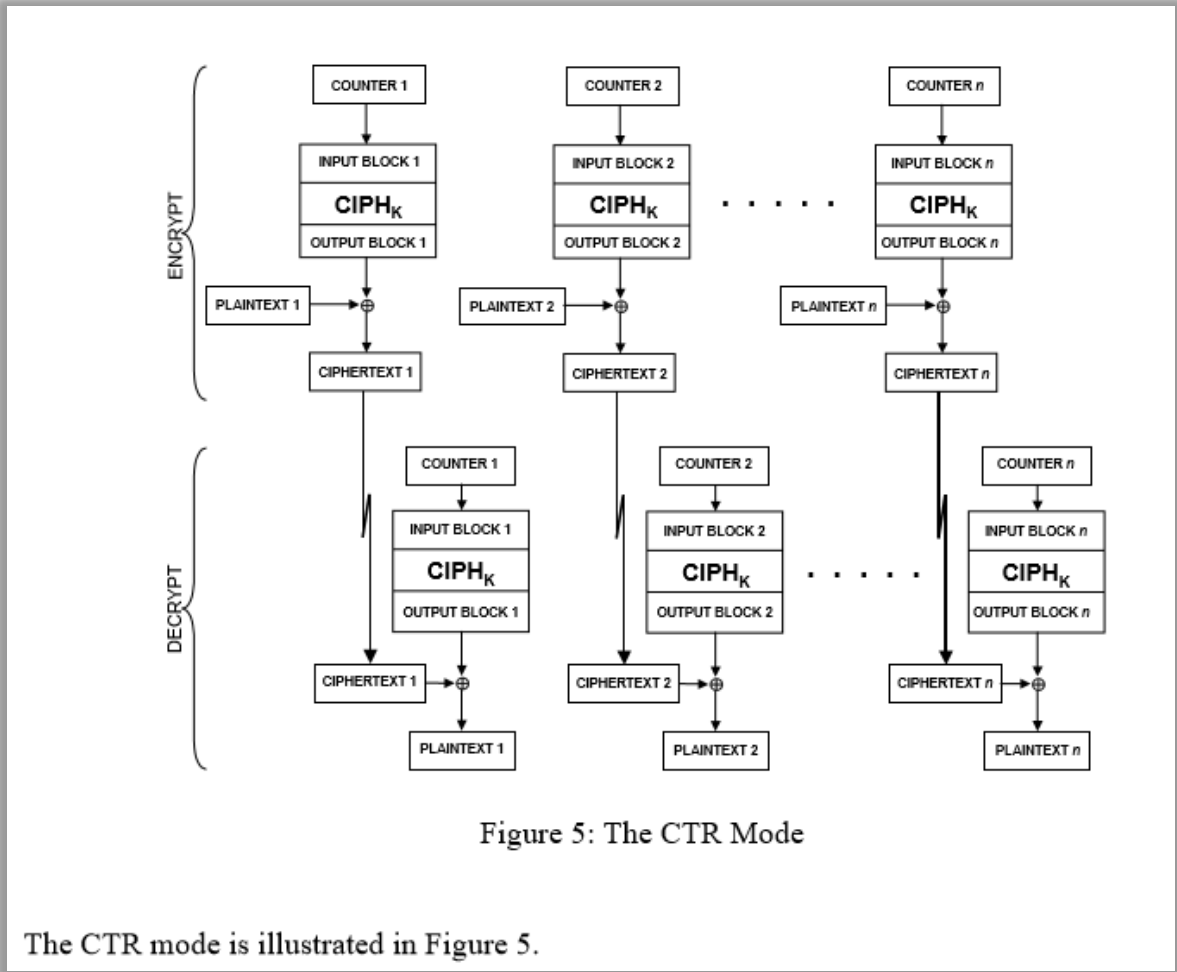 COUNTER 1 COUNTER 2 COUNTER n
INPUT BLOCK 1 INPUT BLOCK 2 INPUT BLOCK n
CIPHK CIPHK . . . . . CIPHK
OUTPUT BLOCK 1 OUTPUT BLOCK 2 OUTPUT BLOCK n
ENCRYPT
PLAINTEXT 1 ⊕ PLAINTEXT 2 ⊕ PLAINTEXT n ⊕
CIPHERTEXT 1 CIPHERTEXT 2 CIPHERTEXT n
COUNTER 1 COUNTER 2 COUNTER n
INPUT BLOCK 1 INPUT BLOCK 2 INPUT BLOCK n
CIPHK CIPHK . . . . . CIPHK
OUTPUT BLOCK 1 OUTPUT BLOCK 2 OUTPUT BLOCK n
DECRYPT
CIPHERTEXT 1 ⊕ CIPHERTEXT 2 ⊕ CIPHERTEXT n ⊕
PLAINTEXT 1 PLAINTEXT 2 PLAINTEXT n
Figure 5: The CTR Mode
The CTR mode is illustrated in Figure 5.